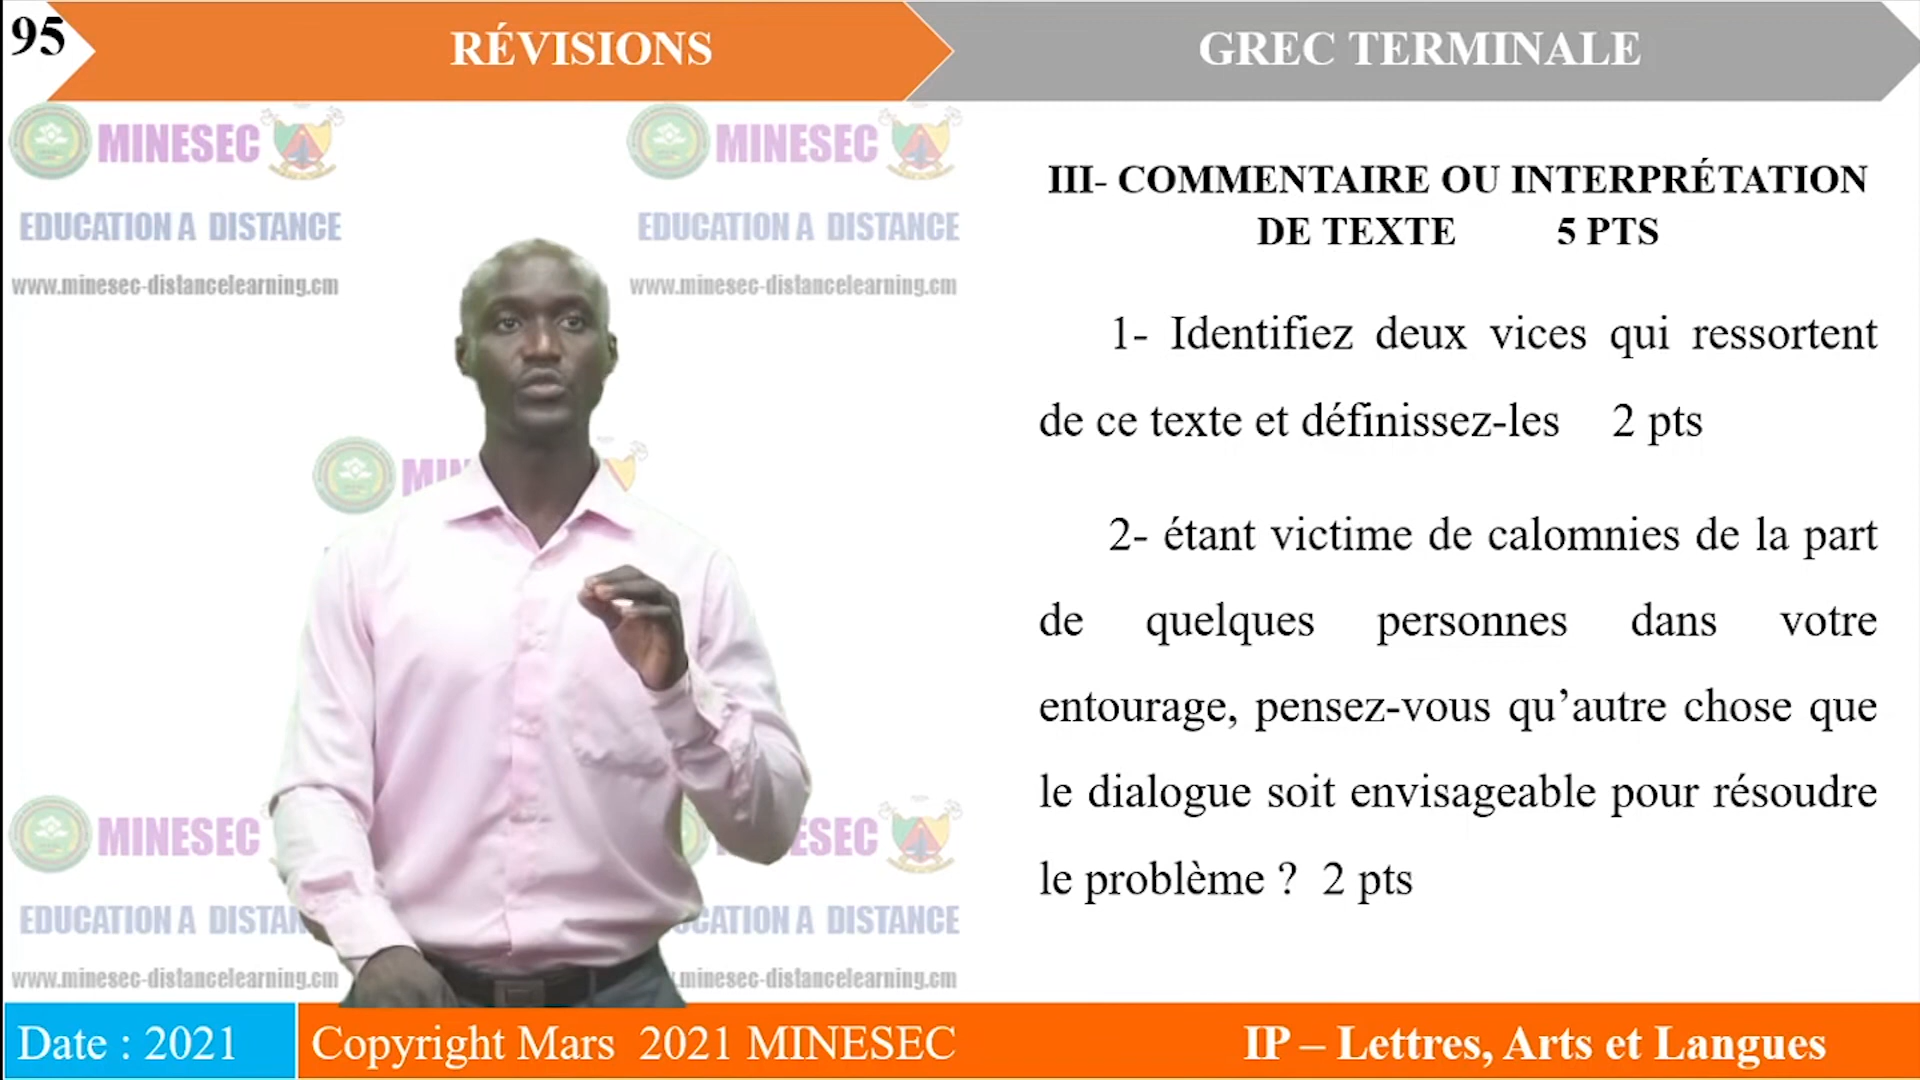 95
RÉVISIONS
GREC TERMINALE
MINESEC
EDUCATION A DISTANCE
www.minesec-distancelearning.cm
MINESEC
EDUCATION A DISTANCE
www.minesec-distancelearning.cm
III- COMMENTAIRE OU INTERPRÉTATION
DE TEXTE 5 PTS
1- Identifiez deux vices qui ressortent
de ce texte et définissez-les 2 pts
2- étant victime de calomnies de la part
de quelques personnes dans votre
entourage, pensez-vous qu’autre chose que
le dialogue soit envisageable pour résoudre
le problème ? 2 pts
MINESEC
EDUCATION A DISTAN
www.minesec-distancelearning.cm
ESEC
CATION A DISTANCE
.minesec-distancelearning.cm
Date : 2021
Copyright Mars 2021 MINESEC
IP – Lettres, Arts et Langues